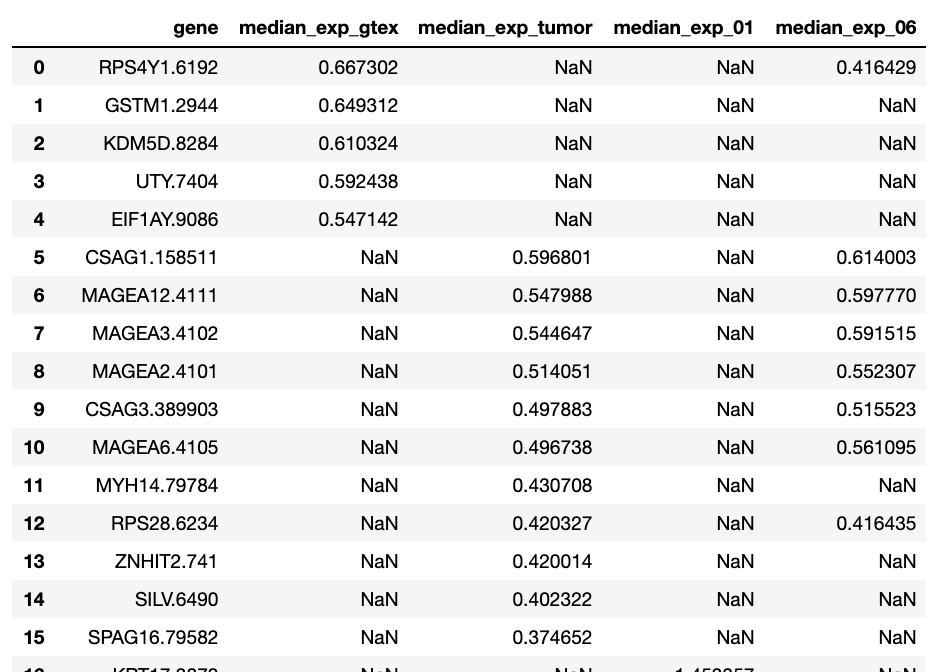 gene median_exp_gtex median_exp_tumor median_exp_01 median_exp_06
0 RPS4Y1.6192 0.667302 NaN NaN 0.416429
1 GSTM1.2944 0.649312 NaN NaN NaN
2 KDM5D.8284 0.610324 NaN NaN NaN
3 UTY.7404 0.592438 NaN NaN NaN
4 EIF1AY.9086 0.547142 NaN NaN NaN
5 CSAG1.158511 NaN 0.596801 NaN 0.614003
6 MAGEA12.4111 NaN 0.547988 NaN 0.597770
7 MAGEA3.4102 NaN 0.544647 NaN 0.591515
8 MAGEA2.4101 NaN 0.514051 NaN 0.552307
9 CSAG3.389903 NaN 0.497883 NaN 0.515523
10 MAGEA6.4105 NaN 0.496738 NaN 0.561095
11 MYH14.79784 NaN 0.430708 NaN NaN
12 RPS28.6234 NaN 0.420327 NaN 0.416435
13 ZNHIT2.741 NaN 0.420014 NaN NaN
14 SILV.6490 NaN 0.402322 NaN NaN
15 SPAG16.79582 NaN 0.374652 NaN NaN
NaN NaN NaN